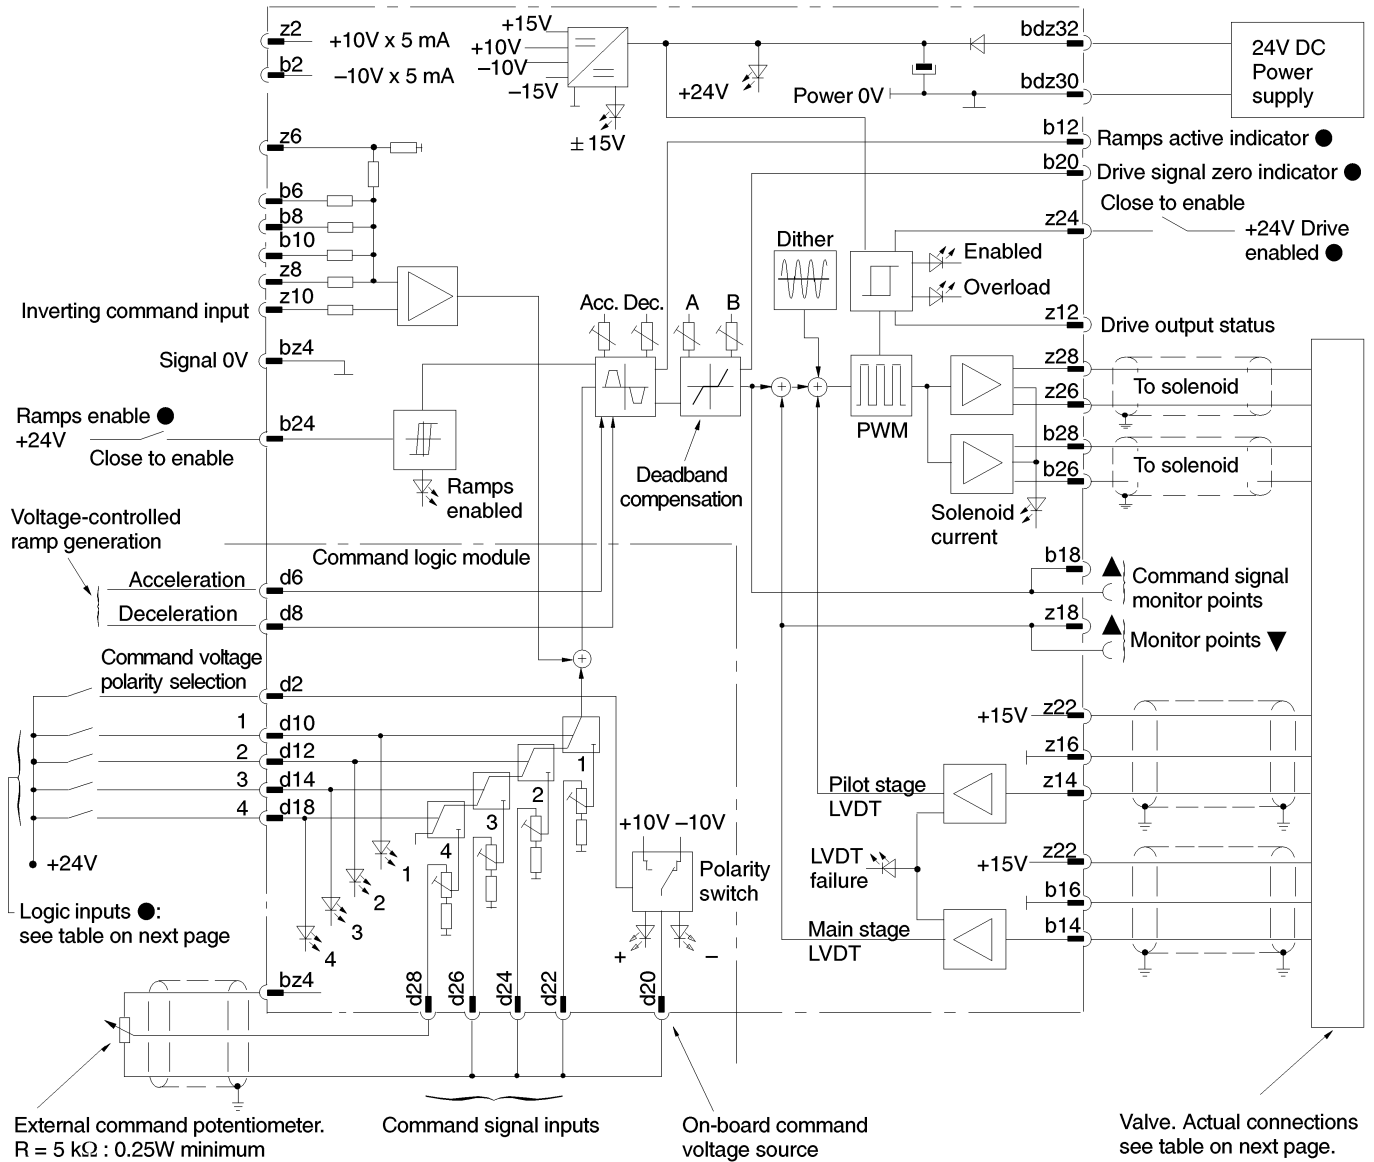 z2
+10V x 5 mA
b2
–10V x 5 mA
+15V
+10V
–10V
–15V
± 15V
+24V
Power 0V
bdz32
bdz30
24V DC
Power
supply
z6
b6
b8
b10
z8
z10
Inverting command input
Signal 0V
bz4
Ramps enable ●
+24V
Close to enable
b24
Ramps
enabled
b12
Ramps active indicator ●
b20
Drive signal zero indicator ●
Close to enable
z24
+24V Drive
enabled ●
Dither
Enabled
Overload
z12
Drive output status
Acc.
Dec.
A
B
Deadband
compensation
PWM
z28
z26
To solenoid
b28
b26
To solenoid
Solenoid
current
Voltage-controlled
ramp generation
Command logic module
Acceleration
d6
Deceleration
d8
b18
▲
Command signal
monitor points
z18
▲
Monitor points ▼
Command voltage
polarity selection
d2
1
d10
2
d12
3
d14
4
d18
+24V
Logic inputs ●:
see table on next page
1
2
3
4
1
2
3
4
+10V
–10V
Polarity
switch
+
–
+15V
z22
z16
z14
Pilot stage
LVDT
LVDT
failure
+15V
z22
b16
b14
Main stage
LVDT
bz4
d28
d26
d24
d22
d20
External command potentiometer.
R = 5 kΩ : 0.25W minimum
Command signal inputs
On-board command
voltage source
Valve. Actual connections
see table on next page.